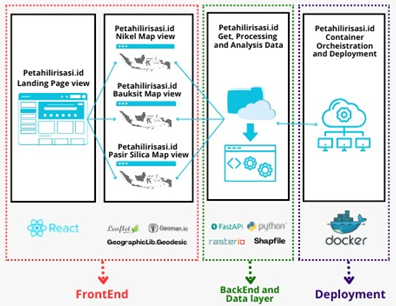 Petahilirisasi.id
Landing Page view
Petahilirisasi.id
Nikel Map view
Petahilirisasi.id
Bauksit Map view
Petahilirisasi.id
Pasir Silica Map view
Petahilirisasi.id
Get, Processing
and Analysis Data
Petahilirisasi.id
Container
Orcheistration
and Deployment
React
Leaflet
Geoman.io
GeographicLib.Geodesic
FastAPI
python
rasterio
Shapfile
docker
FrontEnd
BackEnd and
Data layer
Deployment